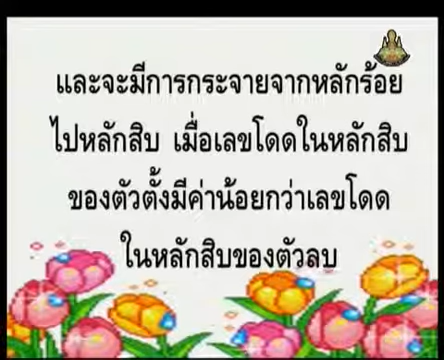 และจะมีการกระจายจากหลักร้อย
ไปหลักสิบ เมื่อเลขโดดในหลักสิบ
ของตัวตั้งมีค่าน้อยกว่าเลขโดด
ในหลักสิบของตัวลบ